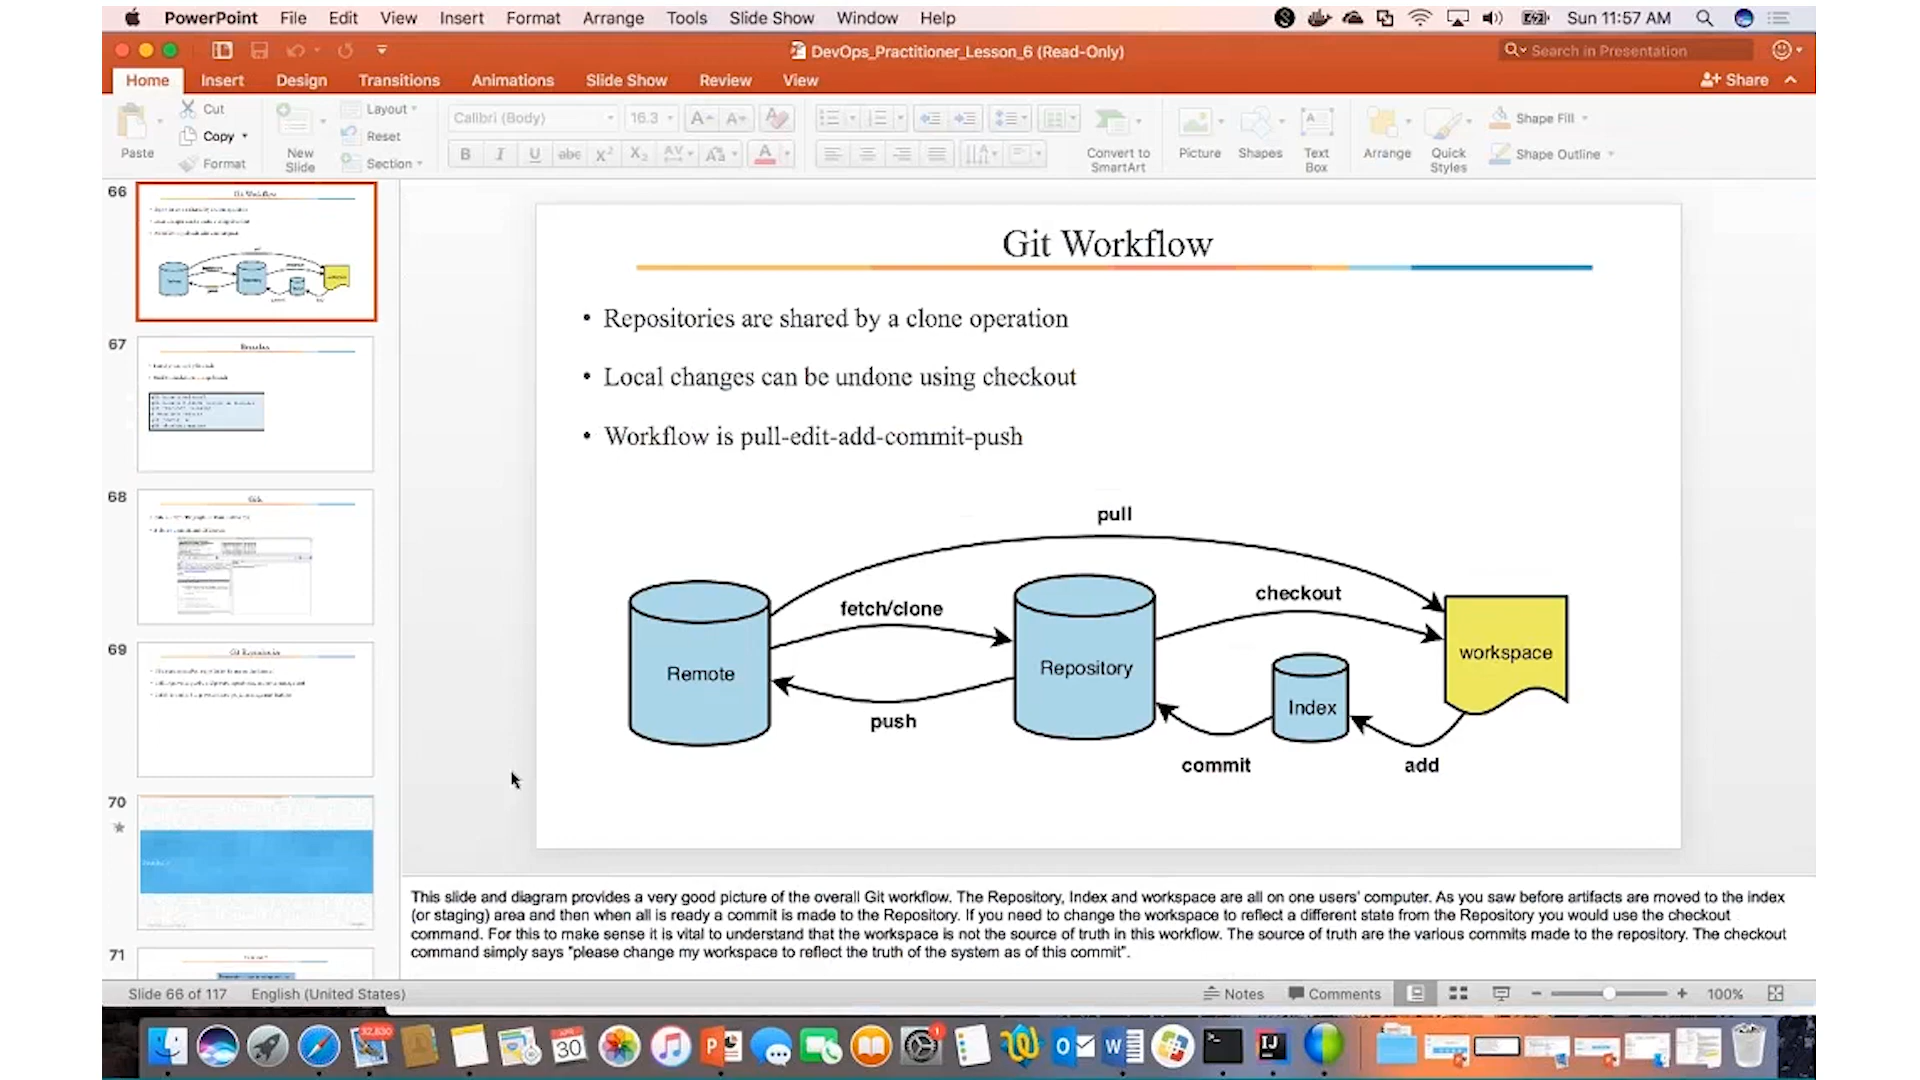 PowerPoint File Edit View Insert Format Arrange Tools Slide Show Window Help Sun 11:57 AM
DevOps_Practitioner_Lesson_6 (Read-Only) Search in Presentation
Home Insert Design Transitions Animations Slide Show Review View Share
Paste Cut Copy Format
New Slide Layout Reset Section
Calibri (Body) 16.3
Convert to SmartArt
Picture Shapes Text Box Arrange Quick Styles Shape Fill Shape Outline
66
Git Workflow
67
68
69
70
71
Git Workflow
• Repositories are shared by a clone operation
• Local changes can be undone using checkout
• Workflow is pull-edit-add-commit-push
pull
fetch/clone
checkout
Remote
Repository
workspace
Index
push
commit
add
This slide and diagram provides a very good picture of the overall Git workflow. The Repository, Index and workspace are all on one users' computer. As you saw before artifacts are moved to the index
(or staging) area and then when all is ready a commit is made to the Repository. If you need to change the workspace to reflect a different state from the Repository you would use the checkout
command. For this to make sense it is vital to understand that the workspace is not the source of truth in this workflow. The source of truth are the various commits made to the repository. The checkout
command simply says "please change my workspace to reflect the truth of the system as of this commit".
Slide 66 of 117 English (United States) Notes Comments 100%
32,830
30